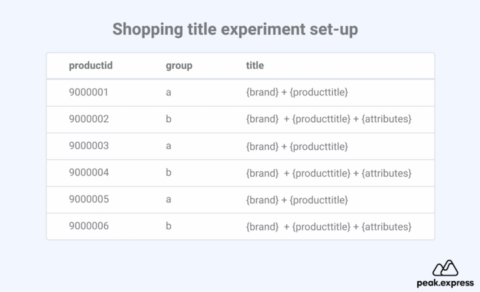 Shopping title experiment set-up
productid group title
9000001 a {brand} + {producttitle}
9000002 b {brand} + {producttitle} + {attributes}
9000003 a {brand} + {producttitle}
9000004 b {brand} + {producttitle} + {attributes}
9000005 a {brand} + {producttitle}
9000006 b {brand} + {producttitle} + {attributes}
peak.express